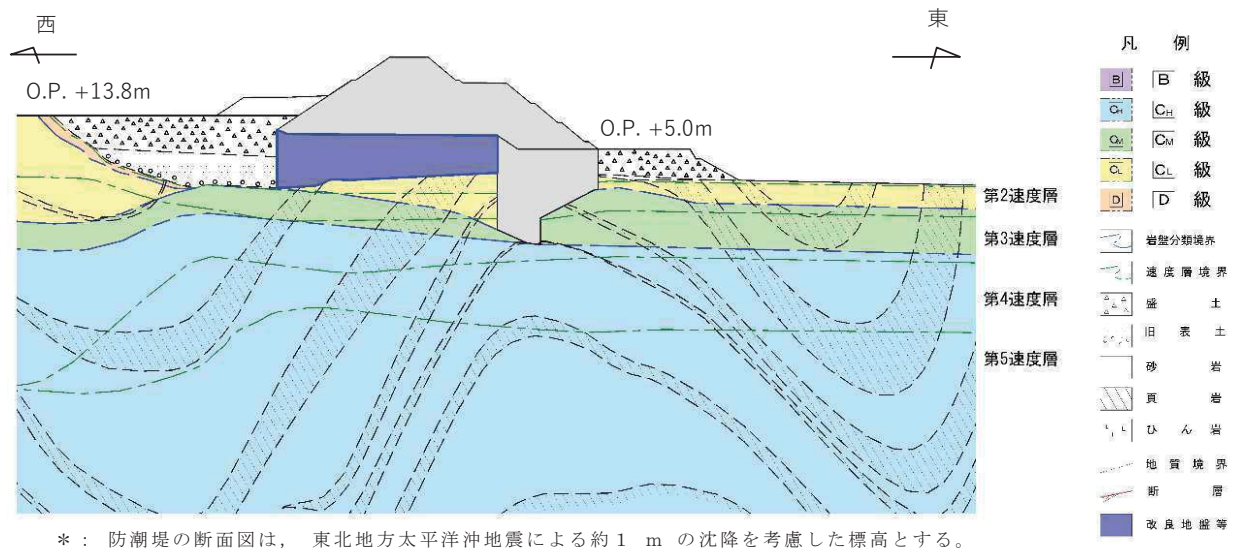 西
東
O.P. +13.8m
O.P. +5.0m
第2速度層
第3速度層
第4速度層
第5速度層
凡 例
B B 級
CH CH 級
CM CM 級
CL CL 級
D D 級
岩盤分類境界
速度層境界
盛 土
旧 表 土
砂 岩
頁 岩
ひ ん 岩
地 質 境 界
断 層
改 良 地 盤 等
＊： 防潮堤の断面図は， 東北地方太平洋沖地震による約１ m の沈降を考慮した標高とする。